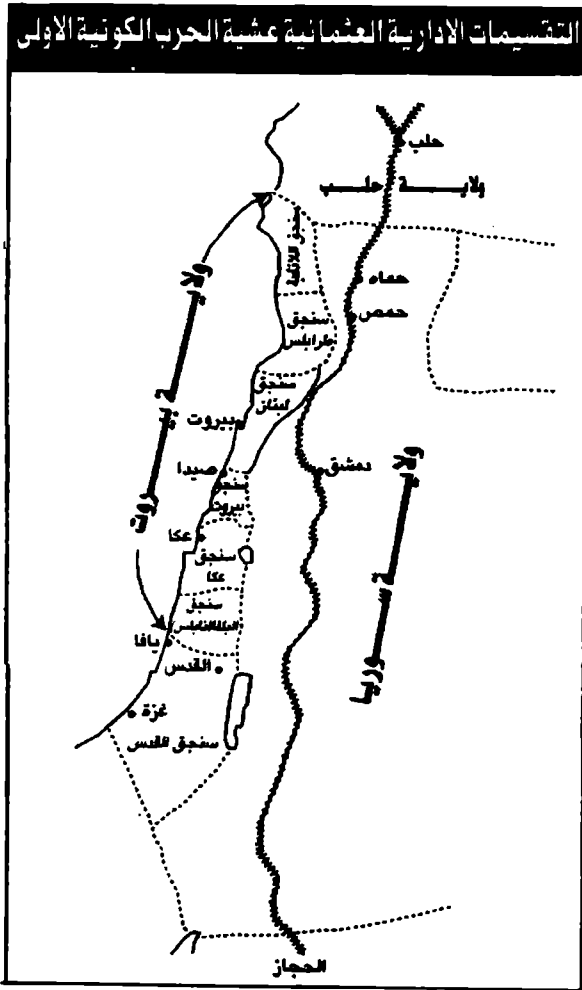 التقسيمات الادارية العثمانية عشية الحرب الكونية الاولى
حلب
ولاية حلب
سنجق اللاذقية
حماه
حمص
سنجق
طرابلس
سنجق
لبنان
ولاية بيروت
بيروت
دمشق
صيدا
سنجق
بيروت
ولاية سوريا
عكا
سنجق
عكا
سنجق
يافا
القدس
غزة
سنجق القدس
الحجاز